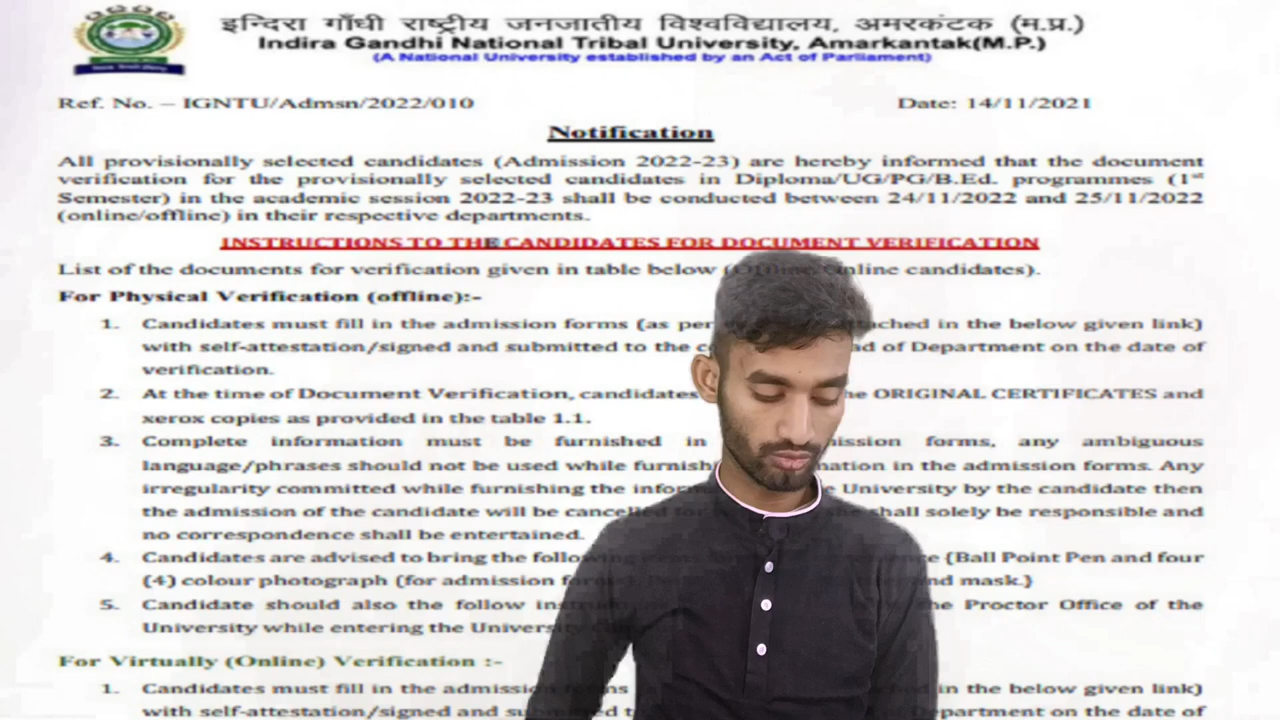 इन्दिरा गाँधी राष्ट्रीय जनजातीय विश्वविद्यालय, अमरकंटक (म.प्र.)
Indira Gandhi National Tribal University, Amarkantak(M.P.)
(A National University established by an Act of Parliament)
Ref. No. – IGNTU/Admsn/2022/010 Date: 14/11/2021
Notification
All provisionally selected candidates (Admission 2022-23) are hereby informed that the document
verification for the provisionally selected candidates in Diploma/UG/PG/B.Ed. programmes (1st
Semester) in the academic session 2022-23 shall be conducted between 24/11/2022 and 25/11/2022
(online/offline) in their respective departments.
INSTRUCTIONS TO THE CANDIDATES FOR DOCUMENT VERIFICATION
List of the documents for verification given in table below (Offline/Online candidates).
For Physical Verification (offline):-
1. Candidates must fill in the admission forms (as per in the below given link)
with self-attestation/signed and submitted to the of Department on the date of
verification.
2. At the time of Document Verification, candidates ORIGINAL CERTIFICATES and
xerox copies as provided in the table 1.1.
3. Complete information must be furnished in forms, any ambiguous
language/phrases should not be used while in the admission forms. Any
irregularity committed while furnishing the University by the candidate then
the admission of the candidate will be cancelled shall solely be responsible and
no correspondence shall be entertained.
4. Candidates are advised to bring the (Ball Point Pen and four
(4) colour photograph (for admission mask.}
5. Candidate should also the follow the Proctor Office of the
University while entering the University
For Virtually (Online) Verification :-
1. Candidates must fill in the admission forms in the below given link)
with self-attestation/signed and Department on the date of